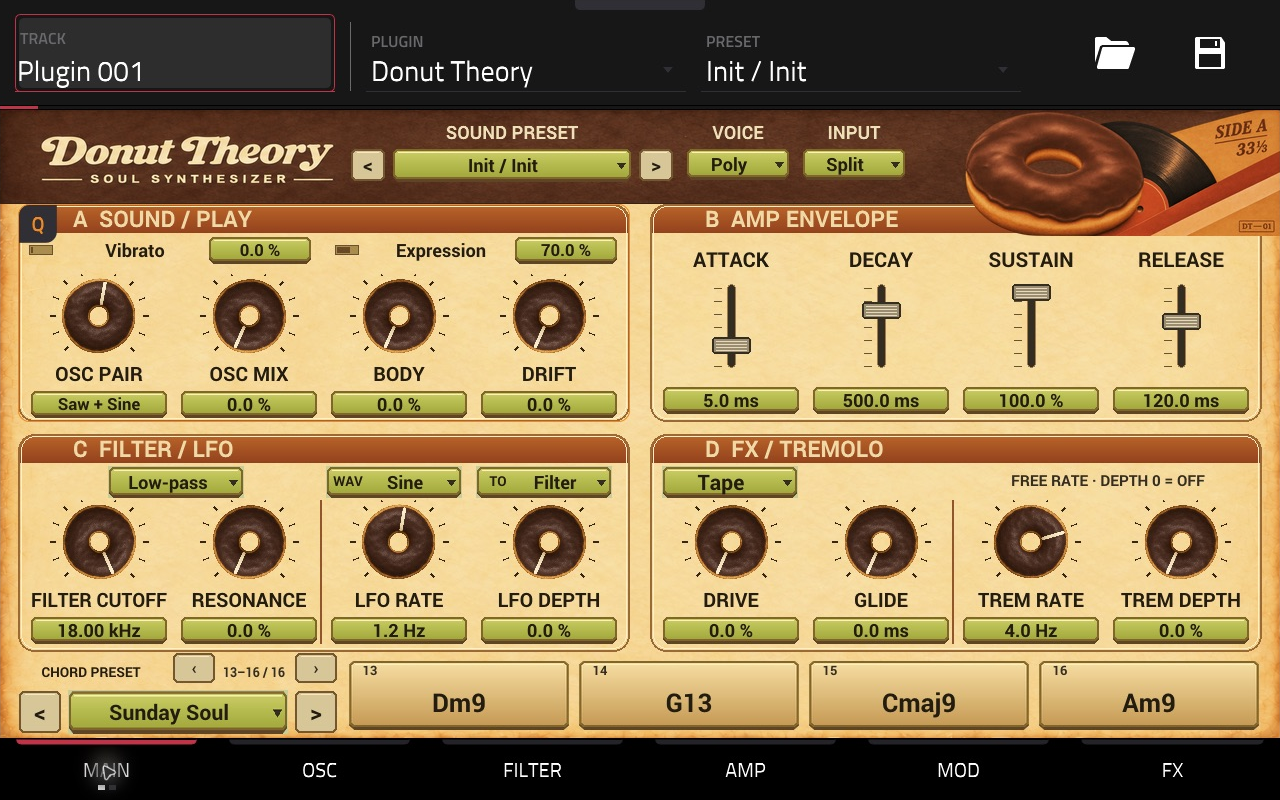 TRACK
Plugin 001
PLUGIN
Donut Theory
PRESET
Init / Init
Donut Theory
SOUL SYNTHESIZER
SOUND PRESET
< Init / Init >
VOICE
Poly
INPUT
Split
SIDE A
33⅓
DT—01
Q
A SOUND / PLAY
Vibrato 0.0 % Expression 70.0 %
OSC PAIR OSC MIX BODY DRIFT
Saw + Sine 0.0 % 0.0 % 0.0 %
B AMP ENVELOPE
ATTACK DECAY SUSTAIN RELEASE
5.0 ms 500.0 ms 100.0 % 120.0 ms
C FILTER / LFO
Low-pass WAV Sine TO Filter
FILTER CUTOFF RESONANCE LFO RATE LFO DEPTH
18.00 kHz 0.0 % 1.2 Hz 0.0 %
D FX / TREMOLO
Tape FREE RATE · DEPTH 0 = OFF
DRIVE GLIDE TREM RATE TREM DEPTH
0.0 % 0.0 ms 4.0 Hz 0.0 %
CHORD PRESET ‹ 13–16 / 16 ›
< Sunday Soul >
13 Dm9
14 G13
15 Cmaj9
16 Am9
MAIN OSC FILTER AMP MOD FX